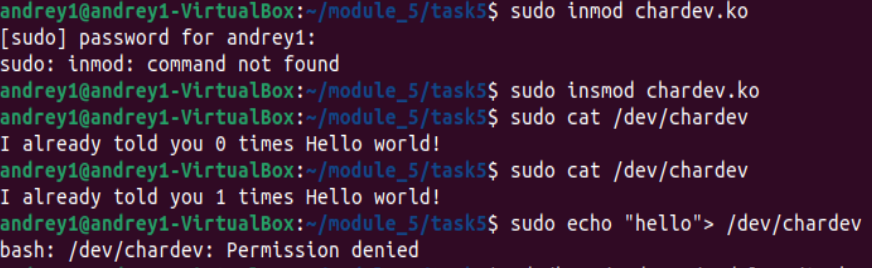 andrey1@andrey1-VirtualBox:~/module_5/task5$ sudo inmod chardev.ko
[sudo] password for andrey1:
sudo: inmod: command not found
andrey1@andrey1-VirtualBox:~/module_5/task5$ sudo insmod chardev.ko
andrey1@andrey1-VirtualBox:~/module_5/task5$ sudo cat /dev/chardev
I already told you 0 times Hello world!
andrey1@andrey1-VirtualBox:~/module_5/task5$ sudo cat /dev/chardev
I already told you 1 times Hello world!
andrey1@andrey1-VirtualBox:~/module_5/task5$ sudo echo "hello"> /dev/chardev
bash: /dev/chardev: Permission denied